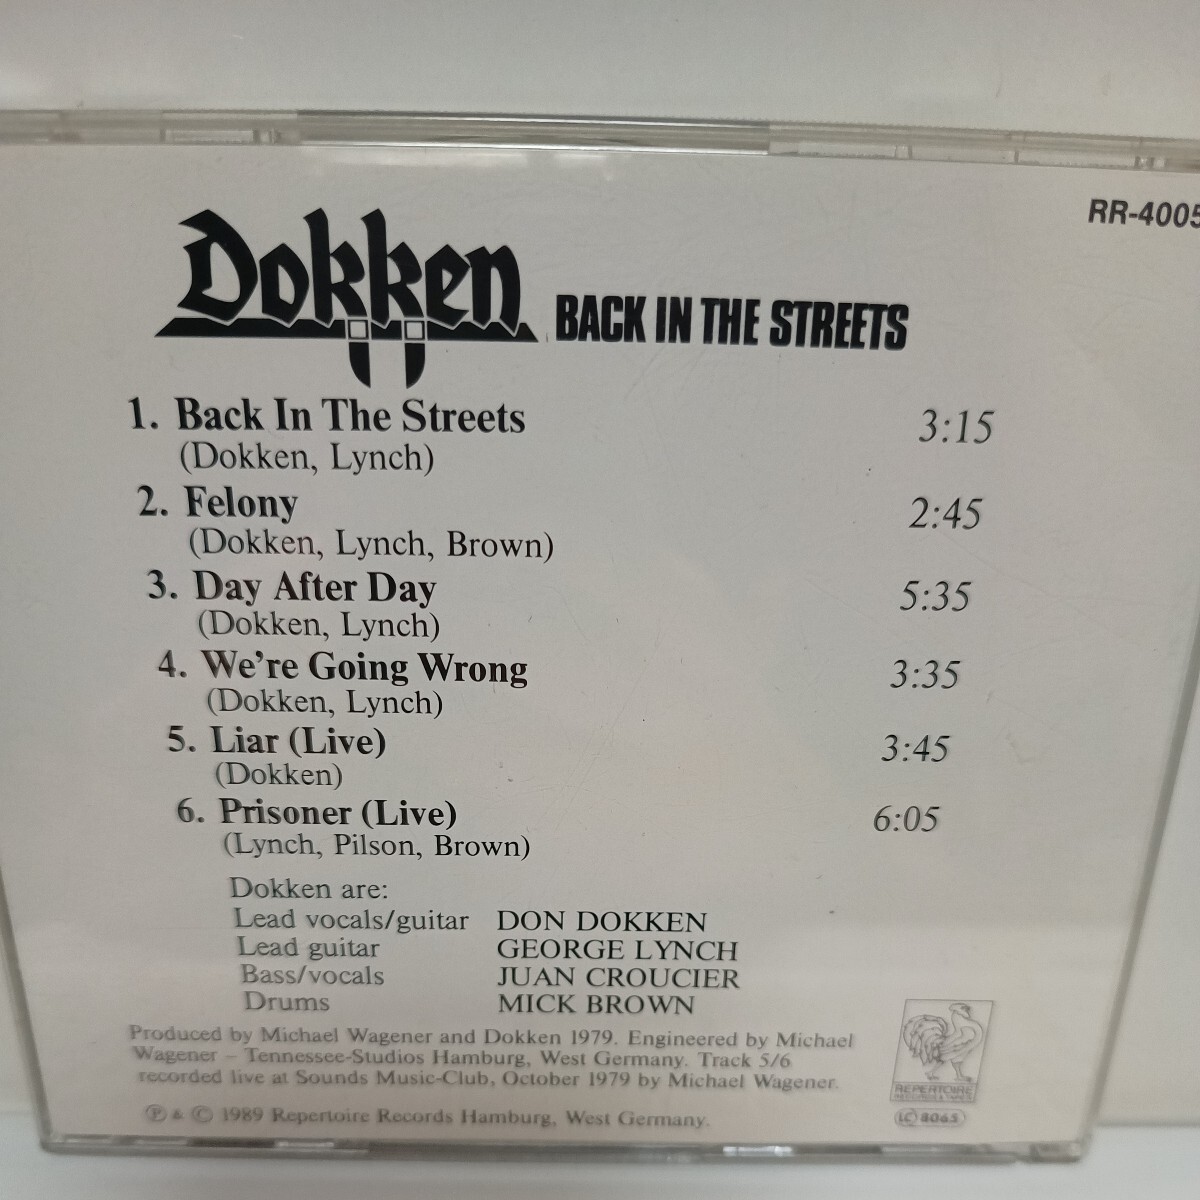 RR-4005
Dokken BACK IN THE STREETS
1. Back In The Streets 3:15
(Dokken, Lynch)
2. Felony 2:45
(Dokken, Lynch, Brown)
3. Day After Day 5:35
(Dokken, Lynch)
4. We're Going Wrong 3:35
(Dokken, Lynch)
5. Liar (Live) 3:45
(Dokken)
6. Prisoner (Live) 6:05
(Lynch, Pilson, Brown)
Dokken are:
Lead vocals/guitar DON DOKKEN
Lead guitar GEORGE LYNCH
Bass/vocals JUAN CROUCIER
Drums MICK BROWN
Produced by Michael Wagener and Dokken 1979. Engineered by Michael
Wagener – Tennessee-Studios Hamburg, West Germany. Track 5/6
recorded live at Sounds Music-Club, October 1979 by Michael Wagener.
Ⓟ & © 1989 Repertoire Records Hamburg, West Germany.
REPERTOIRE
RECORDS & TAPES
LC 8065